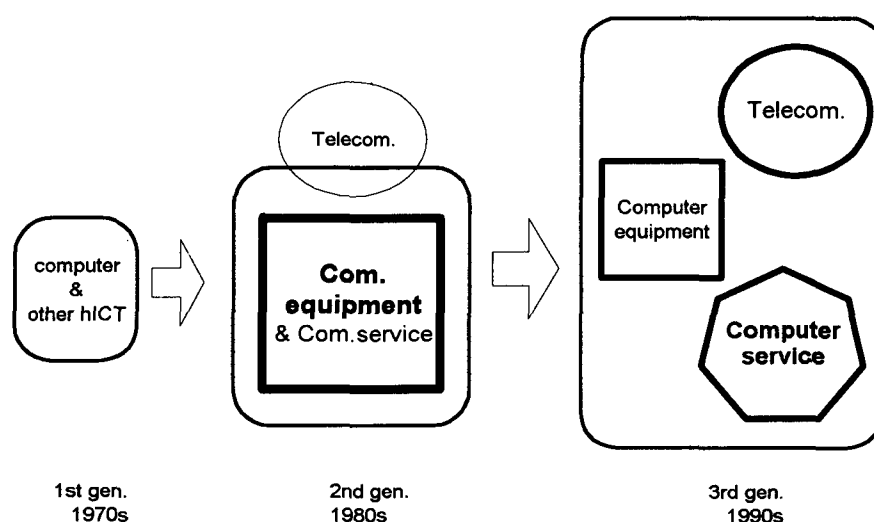 computer
&
other hICT
Telecom.
Com.
equipment
& Com.service
Telecom.
Computer
equipment
Computer
service
1st gen.
1970s
2nd gen.
1980s
3rd gen.
1990s